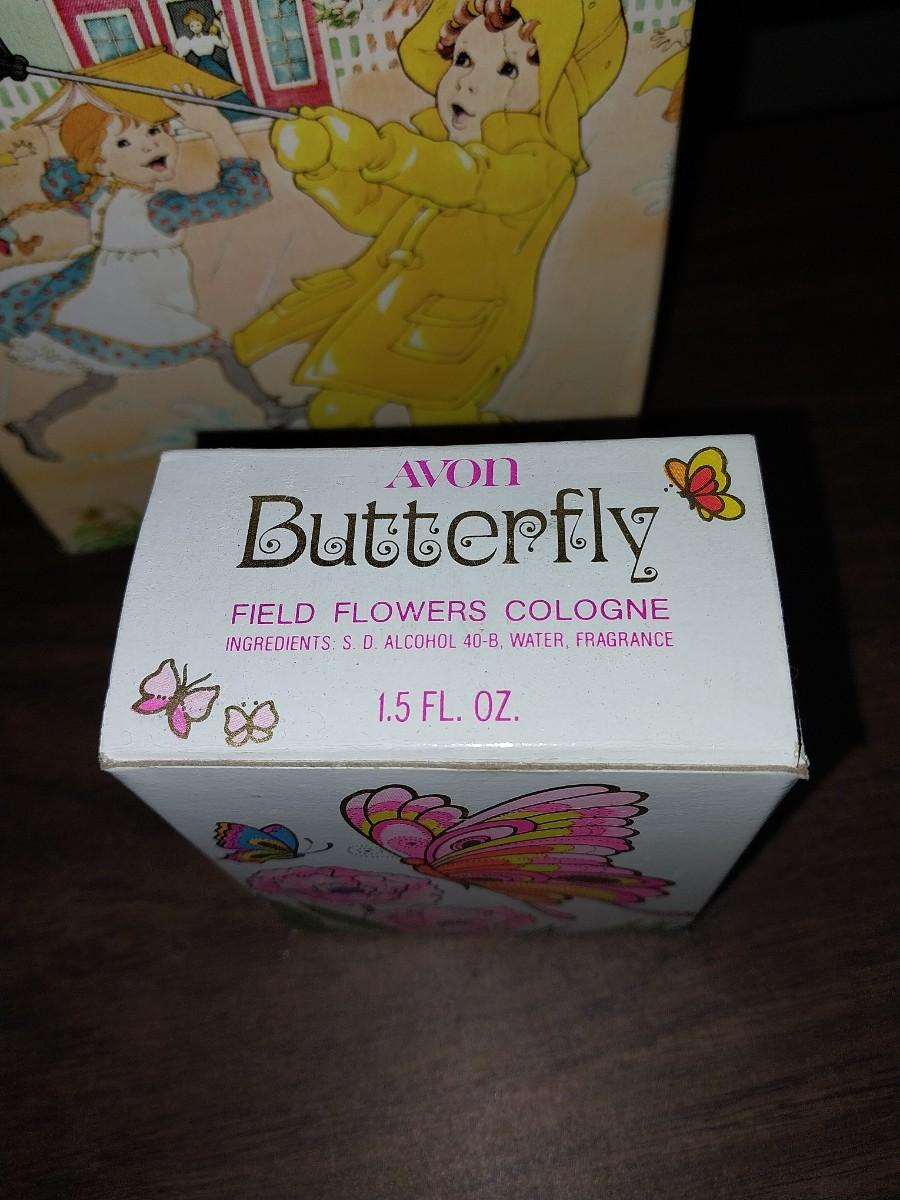 AVON
Butterfly
FIELD FLOWERS COLOGNE
INGREDIENTS: S. D. ALCOHOL 40-B, WATER, FRAGRANCE
1.5 FL. OZ.